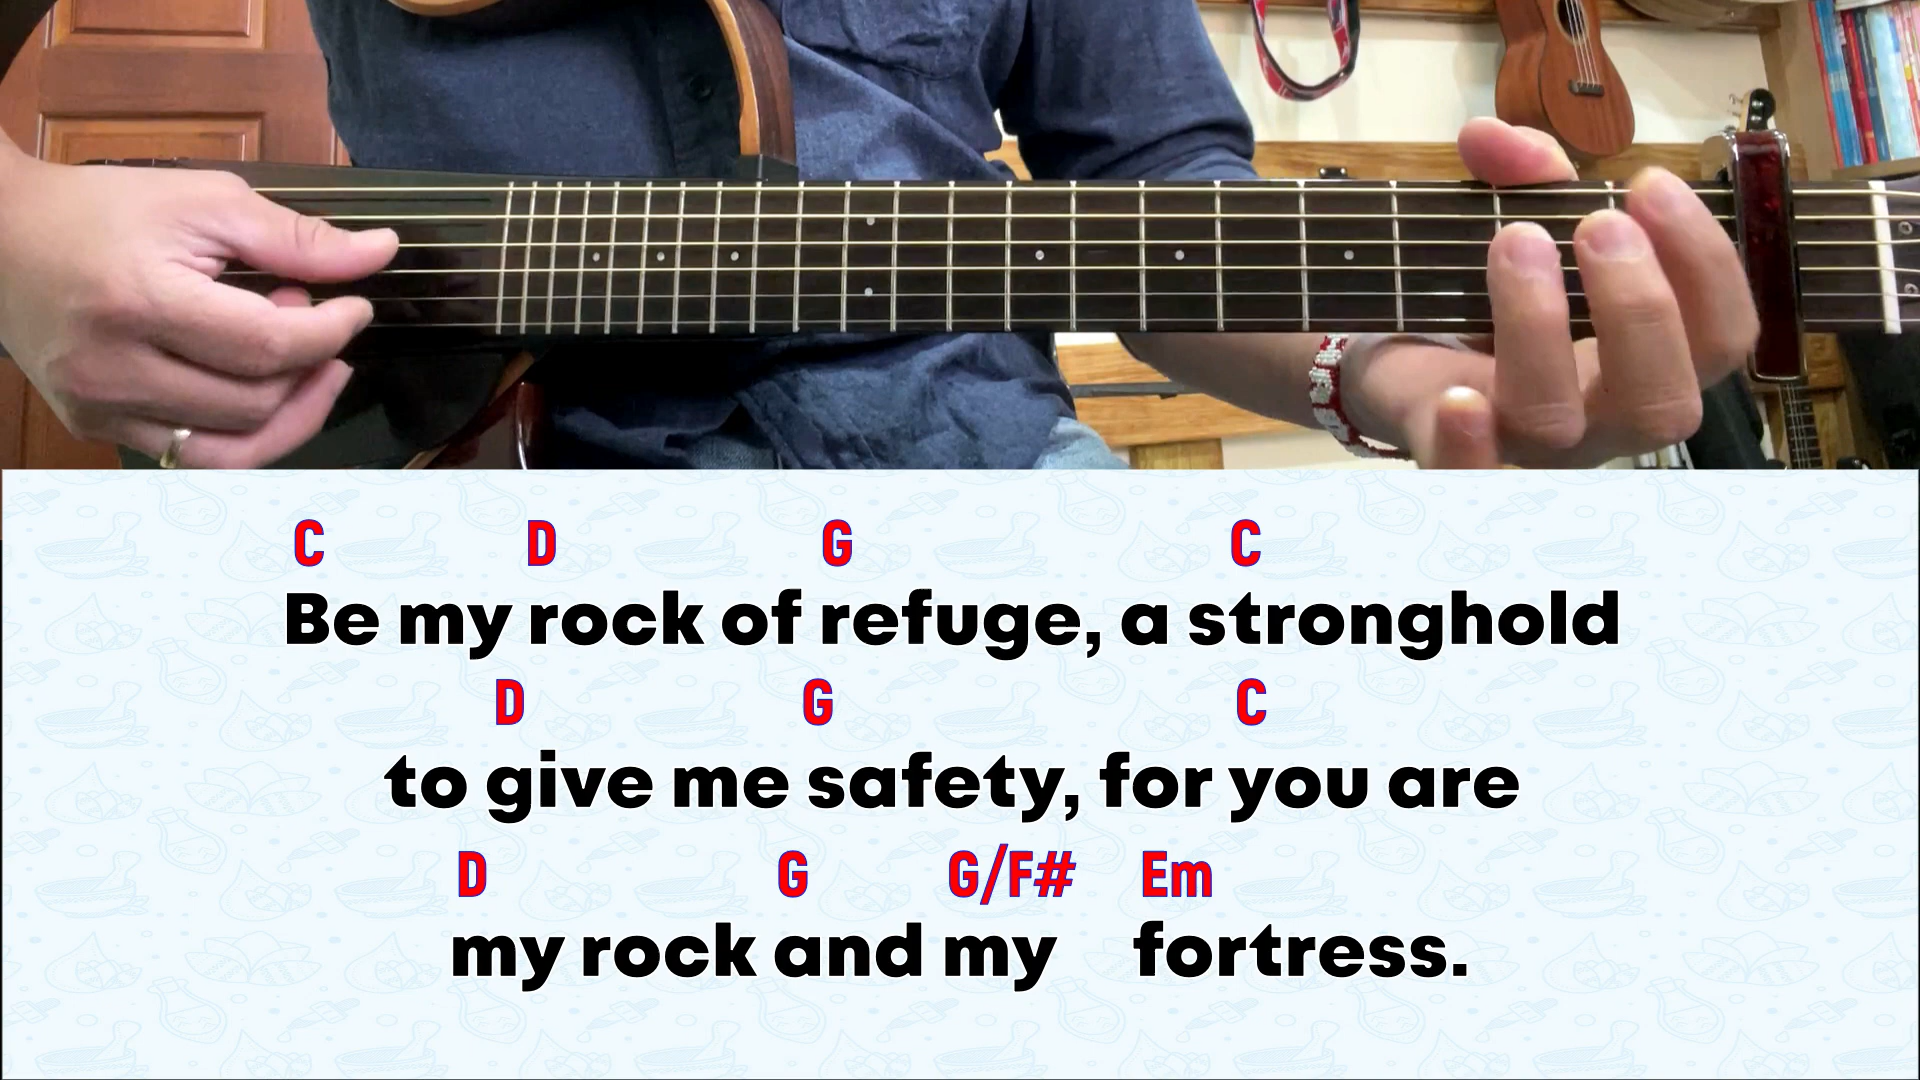 C D G C
Be my rock of refuge, a stronghold
D G C
to give me safety, for you are
D G G/F# Em
my rock and my fortress.